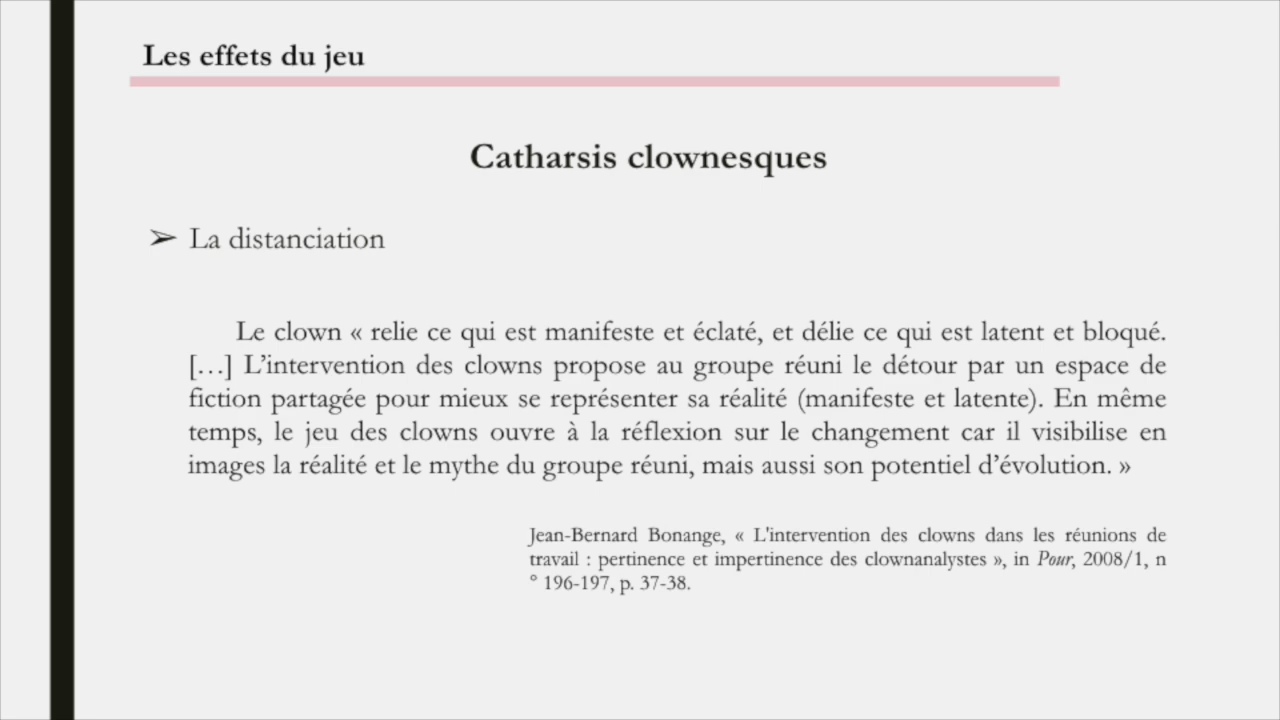 Les effets du jeu
Catharsis clownesques
➢ La distanciation
Le clown « relie ce qui est manifeste et éclaté, et délie ce qui est latent et bloqué.
[…] L’intervention des clowns propose au groupe réuni le détour par un espace de
fiction partagée pour mieux se représenter sa réalité (manifeste et latente). En même
temps, le jeu des clowns ouvre à la réflexion sur le changement car il visibilise en
images la réalité et le mythe du groupe réuni, mais aussi son potentiel d’évolution. »
Jean-Bernard Bonange, « L'intervention des clowns dans les réunions de
travail : pertinence et impertinence des clownanalystes », in Pour, 2008/1, n
° 196-197, p. 37-38.